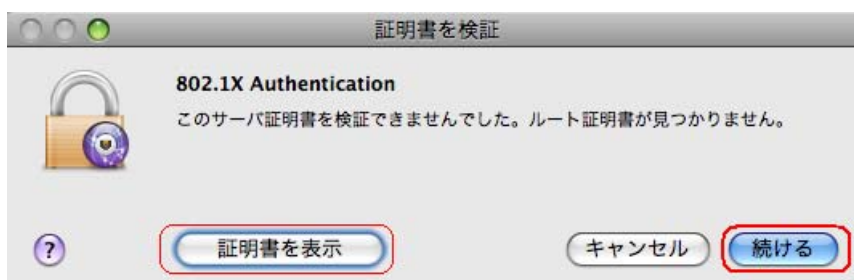 証明書を検証
802.1X Authentication
このサーバ証明書を検証できませんでした。ルート証明書が見つかりません。
?
証明書を表示
キャンセル
続ける